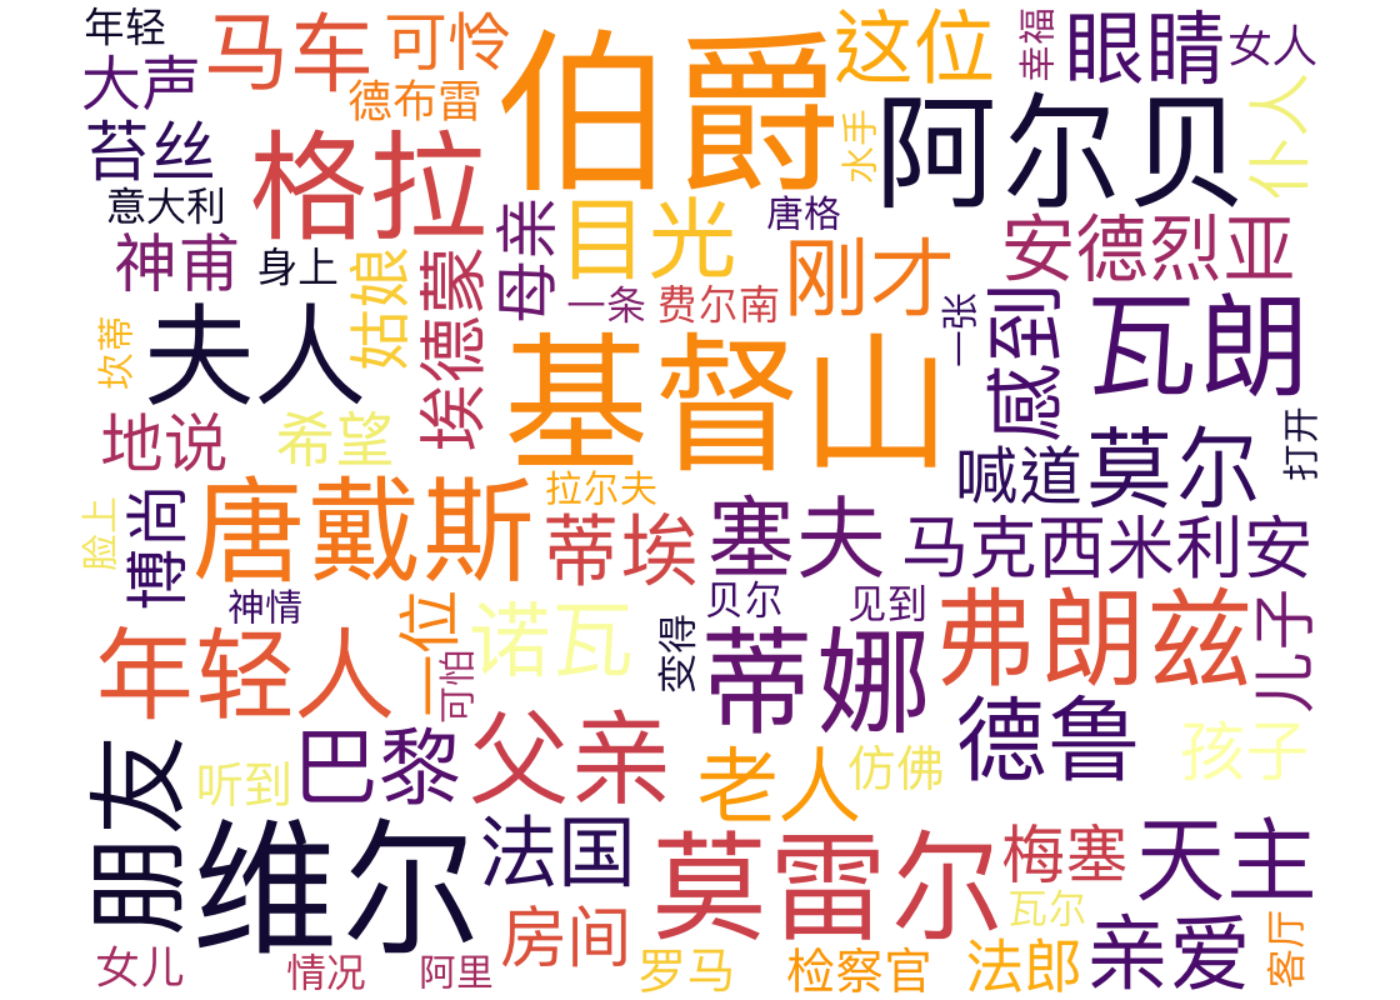 年轻
马车
可怜
伯爵
这位
幸福
眼睛
女人
大声
德布雷
水手
阿尔贝
仆人
苔丝
格拉
意大利
母亲
目光
唐格
安德烈亚
神甫
身上
姑娘
埃德蒙
一条
费尔南
刚才
一张
感到
瓦朗
坎蒂
夫人
基督山
地说
希望
喊道
莫尔
打开
脸上
博尚
唐戴斯
拉尔夫
蒂埃
塞夫
马克西米利安
神情
一位
诺瓦
贝尔
见到
弗朗兹
儿子
年轻人
可怕
变得
蒂娜
朋友
听到
巴黎
父亲
老人
仿佛
德鲁
孩子
维尔
法国
莫雷尔
梅塞
天主
瓦尔
女儿
情况
阿里
房间
罗马
检察官
法郎
亲爱
客厅